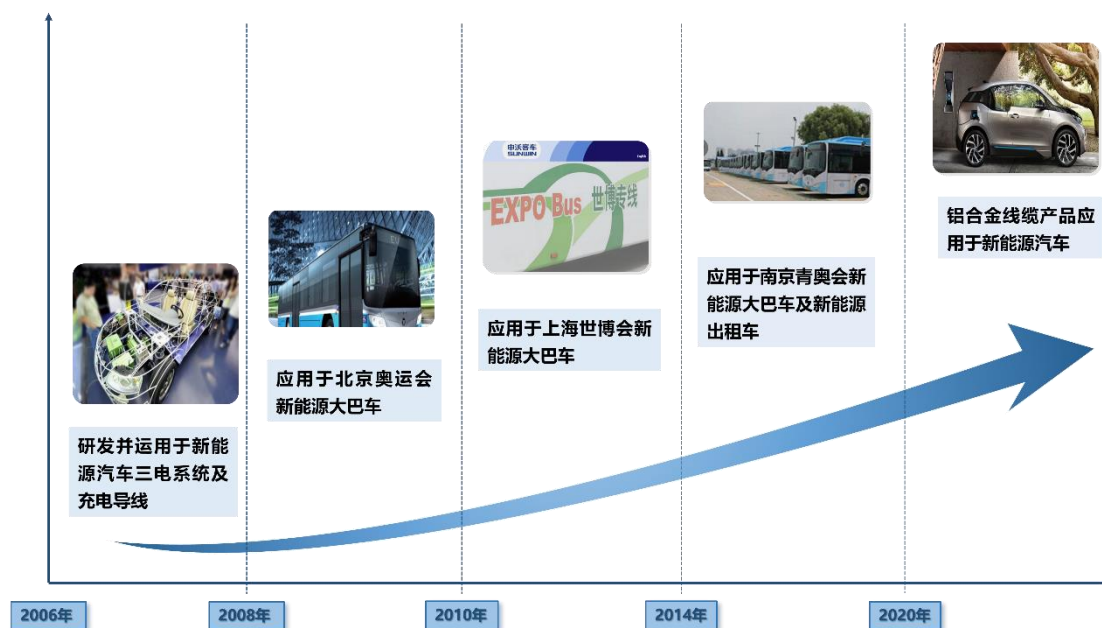 研发并运用于新能
源汽车三电系统及
充电导线
应用于北京奥运会
新能源大巴车
申沃客车
SUNWIN
EXPO Bus 世博专线
应用于上海世博会新
能源大巴车
应用于南京青奥会新
能源大巴车及新能源
出租车
铝合金线缆产品应
用于新能源汽车
2006年
2008年
2010年
2014年
2020年